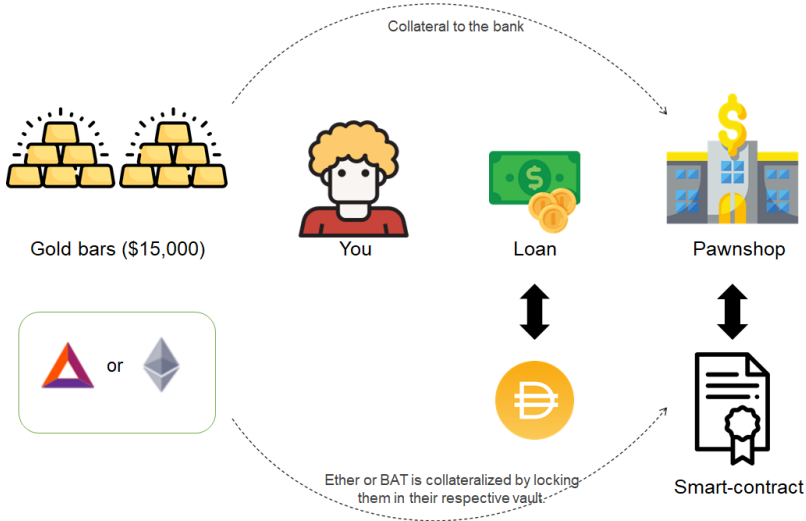 Collateral to the bank
Gold bars ($15,000)
You
Loan
Pawnshop
or
Ether or BAT is collateralized by locking
them in their respective vault.
Smart-contract